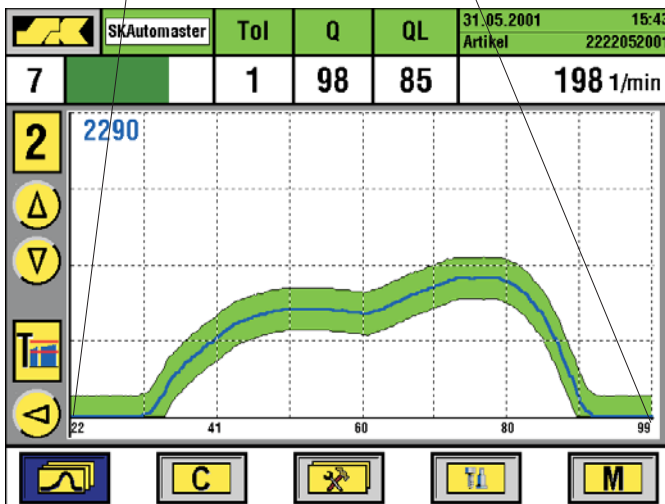 SKAutomaster Tol Q QL 31.05.2001 15:43
Artikel 2222052001
7 1 98 85 198 1/min
2 2290
T
22 41 60 80 99
C M